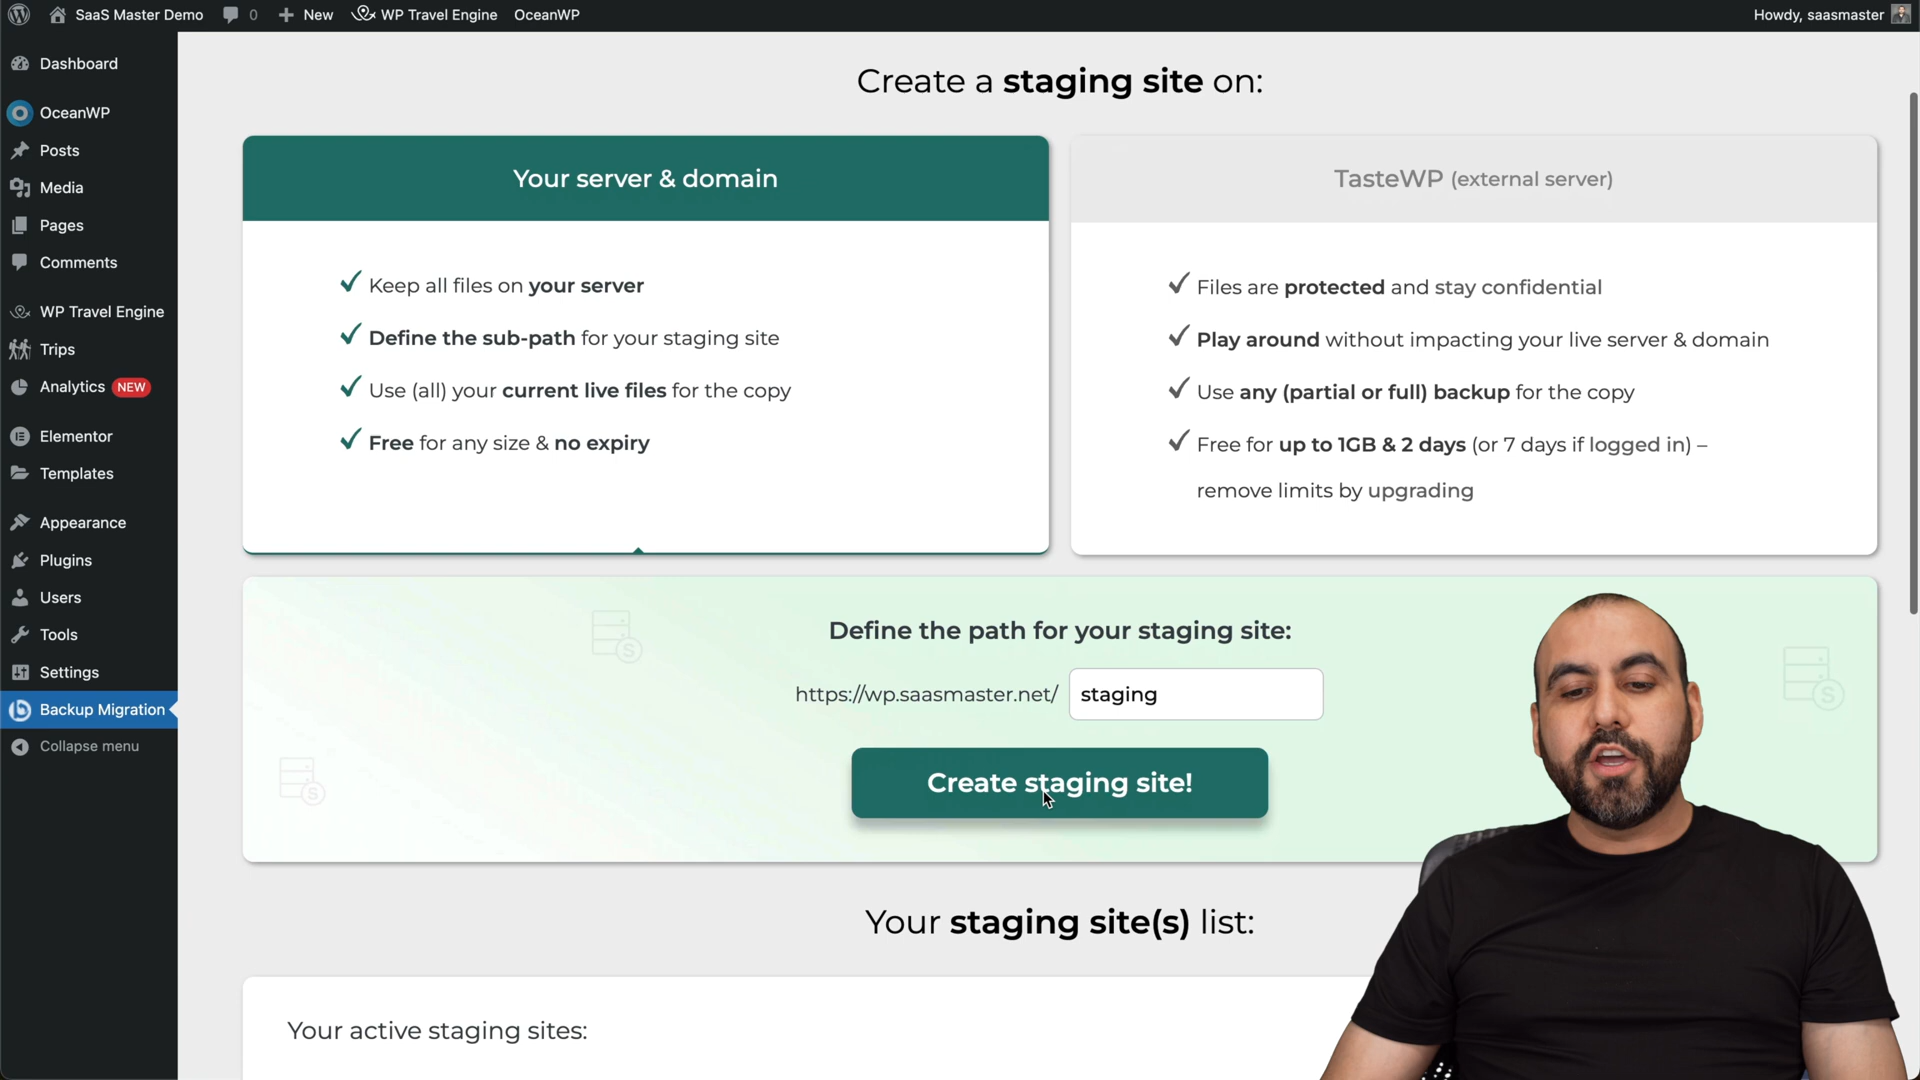 SaaS Master Demo 0 New WP Travel Engine OceanWP Howdy, saasmaster
Dashboard
OceanWP
Posts
Media
Pages
Comments
WP Travel Engine
Trips
Analytics NEW
Elementor
Templates
Appearance
Plugins
Users
Tools
Settings
Backup Migration
Collapse menu
Create a staging site on:
Your server & domain
Keep all files on your server
Define the sub-path for your staging site
Use (all) your current live files for the copy
Free for any size & no expiry
TasteWP (external server)
Files are protected and stay confidential
Play around without impacting your live server & domain
Use any (partial or full) backup for the copy
Free for up to 1GB & 2 days (or 7 days if logged in) –
remove limits by upgrading
Define the path for your staging site:
https://wp.saasmaster.net/ staging
Create staging site!
Your staging site(s) list:
Your active staging sites: